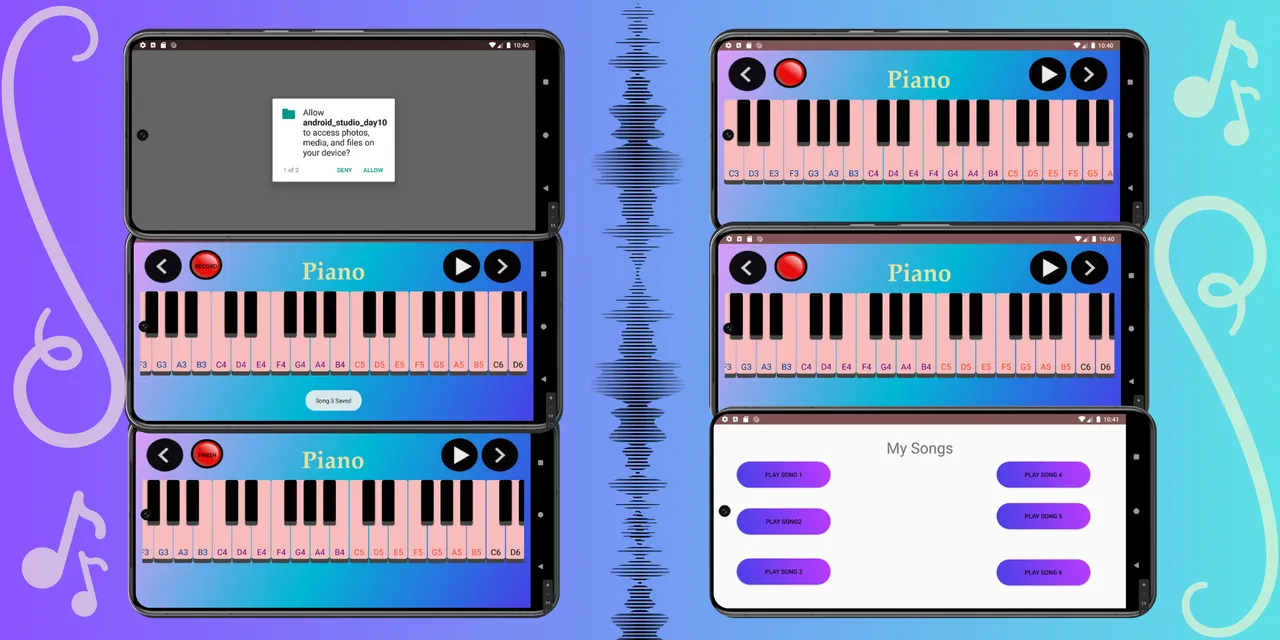 10:40
Allow
android_studio_day10
to access photos,
media, and files on
your device?
1 of 2 DENY ALLOW
RECORD
Piano
F3 G3 A3 B3 C4 D4 E4 F4 G4 A4 B4 C5 D5 E5 F5 G5 A5 B5 C6 D6
Song 3 Saved
FINISH
Piano
F3 G3 A3 B3 C4 D4 E4 F4 G4 A4 B4 C5 D5 E5 F5 G5 A5 B5 C6 D6
10:40
Piano
C3 D3 E3 F3 G3 A3 B3 C4 D4 E4 F4 G4 A4 B4 C5 D5 E5 F5 G5 A
10:40
Piano
F3 G3 A3 B3 C4 D4 E4 F4 G4 A4 B4 C5 D5 E5 F5 G5 A5 B5 C6 D6
10:41
My Songs
PLAY SONG 1 PLAY SONG 4
PLAY SONG2 PLAY SONG 5
PLAY SONG 3 PLAY SONG 6